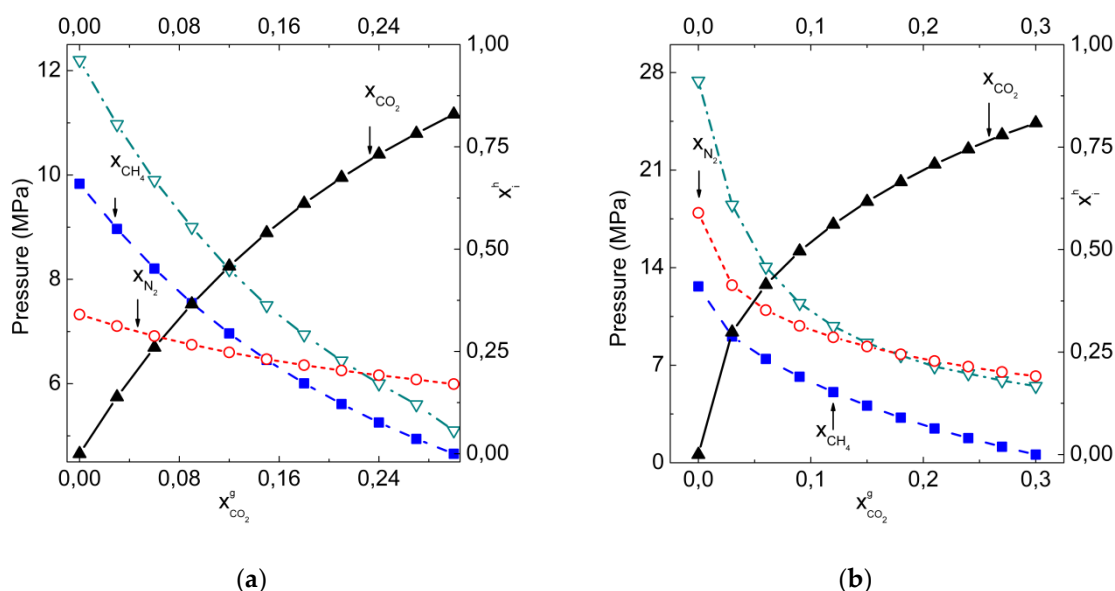 0,00 0,08 0,16 0,24
12
10
8
6
Pressure (MPa)
1,00
0,75
0,50
0,25
0,00
x_i^h
x_CO2
x_CH4
x_N2
0,00 0,08 0,16 0,24
x^g_CO2
(a)
0,0 0,1 0,2 0,3
28
21
14
7
0
Pressure (MPa)
1,00
0,75
0,50
0,25
0,00
x_i^h
x_CO2
x_N2
x_CH4
0,0 0,1 0,2 0,3
x^g_CO2
(b)